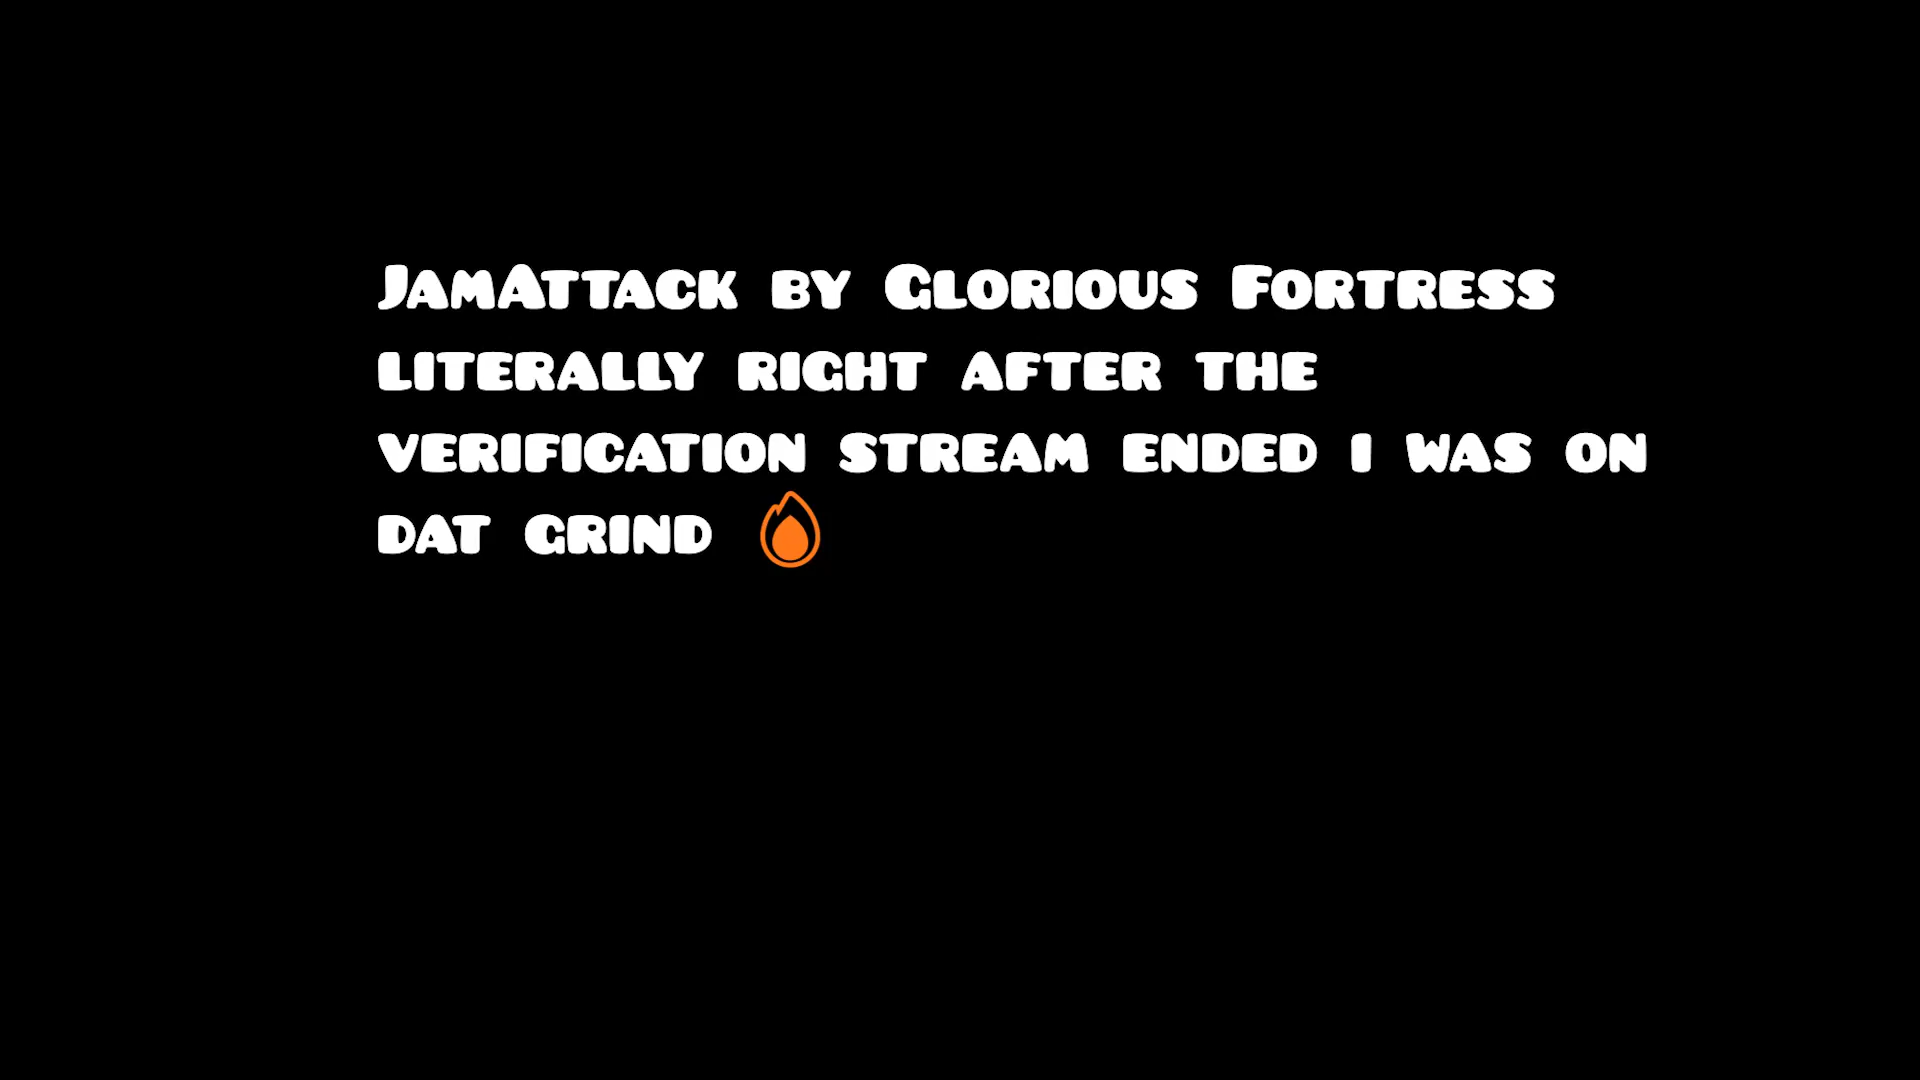 JamAttack by Glorious Fortress
literally right after the
verification stream ended i was on
dat grind 🔥